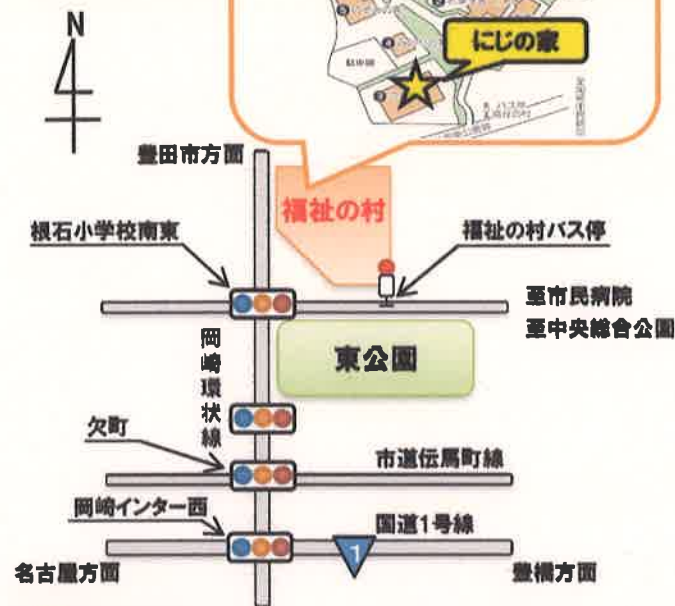 N
にじの家
駐車場
豊田市方面
福祉の村
根石小学校南東
福祉の村バス停
至市民病院
至中央総合公園
東公園
岡崎環状線
欠町
市道伝馬町線
岡崎インター西
国道1号線
1
名古屋方面
豊橋方面